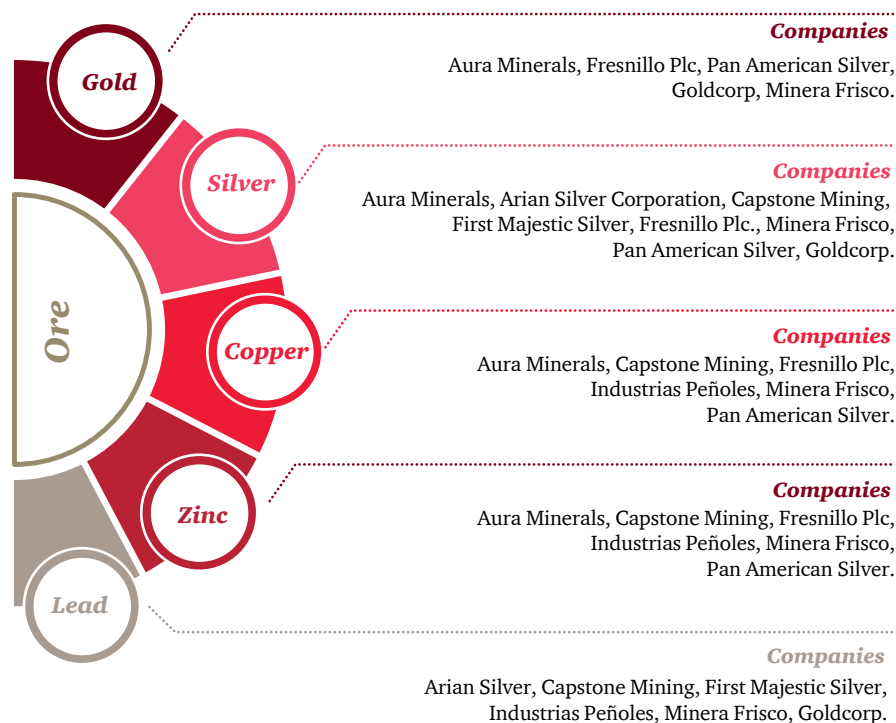 Gold
Companies
Aura Minerals, Fresnillo Plc, Pan American Silver,
Goldcorp, Minera Frisco.
Silver
Companies
Aura Minerals, Arian Silver Corporation, Capstone Mining,
First Majestic Silver, Fresnillo Plc., Minera Frisco,
Pan American Silver, Goldcorp.
Ore
Copper
Companies
Aura Minerals, Capstone Mining, Fresnillo Plc,
Industrias Peñoles, Minera Frisco,
Pan American Silver.
Zinc
Companies
Aura Minerals, Capstone Mining, Fresnillo Plc,
Industrias Peñoles, Minera Frisco,
Pan American Silver.
Lead
Companies
Arian Silver, Capstone Mining, First Majestic Silver,
Industrias Peñoles, Minera Frisco, Goldcorp.